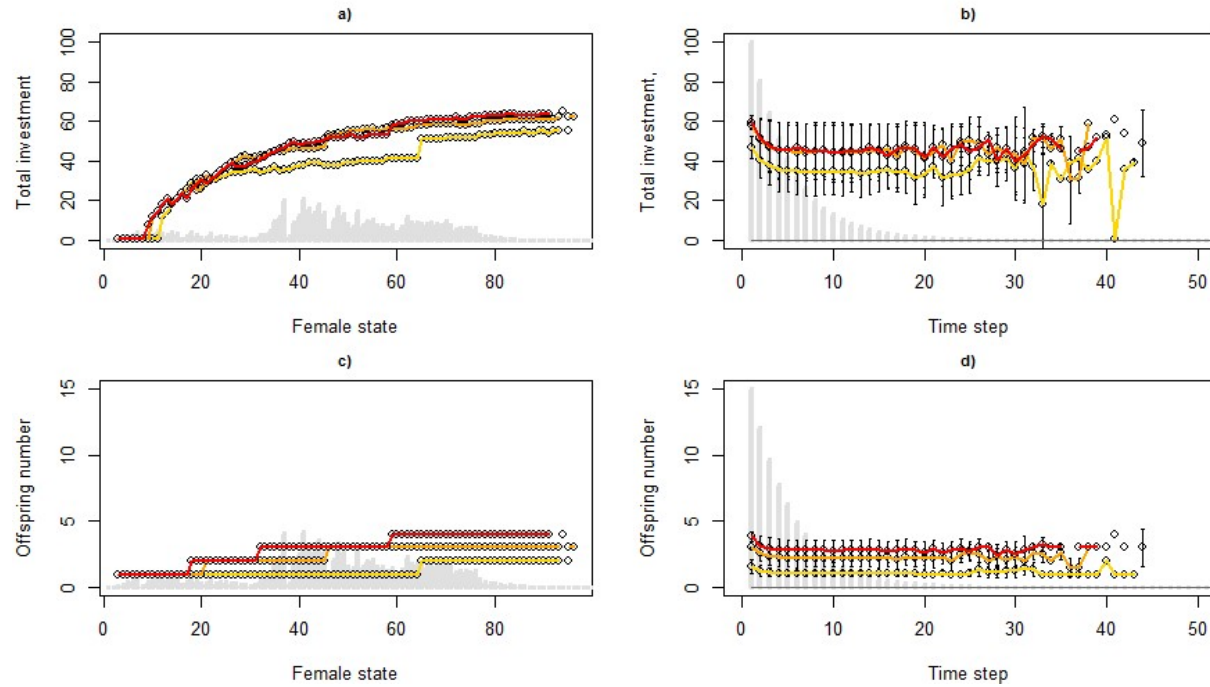 a)
100
80
60
40
20
0
Total investment
0 20 40 60 80
Female state
b)
100
80
60
40
20
0
Total investment,
0 10 20 30 40 50
Time step
c)
15
10
5
0
Offspring number
0 20 40 60 80
Female state
d)
15
10
5
0
Offspring number
0 10 20 30 40 50
Time step